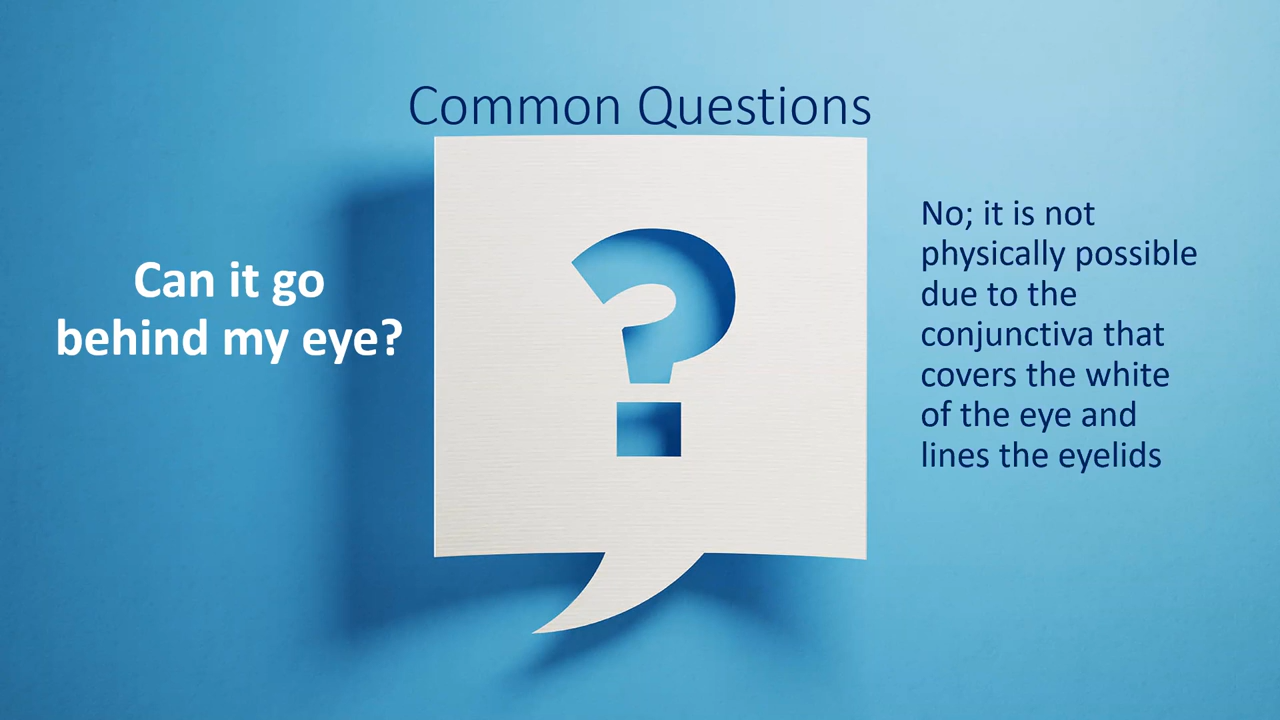 Common Questions
Can it go
behind my eye?
No; it is not
physically possible
due to the
conjunctiva that
covers the white
of the eye and
lines the eyelids